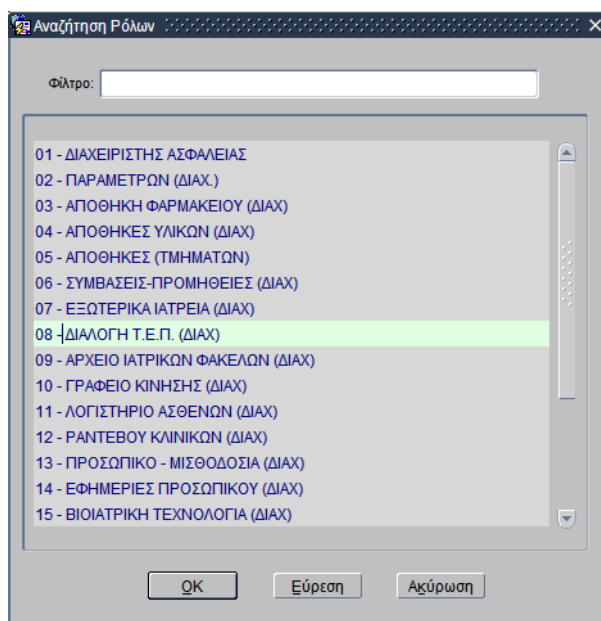 Αναζήτηση Ρόλων
Φίλτρο:
01 - ΔΙΑΧΕΙΡΙΣΤΗΣ ΑΣΦΑΛΕΙΑΣ
02 - ΠΑΡΑΜΕΤΡΩΝ (ΔΙΑΧ.)
03 - ΑΠΟΘΗΚΗ ΦΑΡΜΑΚΕΙΟΥ (ΔΙΑΧ)
04 - ΑΠΟΘΗΚΕΣ ΥΛΙΚΩΝ (ΔΙΑΧ)
05 - ΑΠΟΘΗΚΕΣ (ΤΜΗΜΑΤΩΝ)
06 - ΣΥΜΒΑΣΕΙΣ-ΠΡΟΜΗΘΕΙΕΣ (ΔΙΑΧ)
07 - ΕΞΩΤΕΡΙΚΑ ΙΑΤΡΕΙΑ (ΔΙΑΧ)
08 - ΔΙΑΛΟΓΗ Τ.Ε.Π. (ΔΙΑΧ)
09 - ΑΡΧΕΙΟ ΙΑΤΡΙΚΩΝ ΦΑΚΕΛΩΝ (ΔΙΑΧ)
10 - ΓΡΑΦΕΙΟ ΚΙΝΗΣΗΣ (ΔΙΑΧ)
11 - ΛΟΓΙΣΤΗΡΙΟ ΑΣΘΕΝΩΝ (ΔΙΑΧ)
12 - ΡΑΝΤΕΒΟΥ ΚΛΙΝΙΚΩΝ (ΔΙΑΧ)
13 - ΠΡΟΣΩΠΙΚΟ - ΜΙΣΘΟΔΟΣΙΑ (ΔΙΑΧ)
14 - ΕΦΗΜΕΡΙΕΣ ΠΡΟΣΩΠΙΚΟΥ (ΔΙΑΧ)
15 - ΒΙΟΙΑΤΡΙΚΗ ΤΕΧΝΟΛΟΓΙΑ (ΔΙΑΧ)
OK Εύρεση Ακύρωση